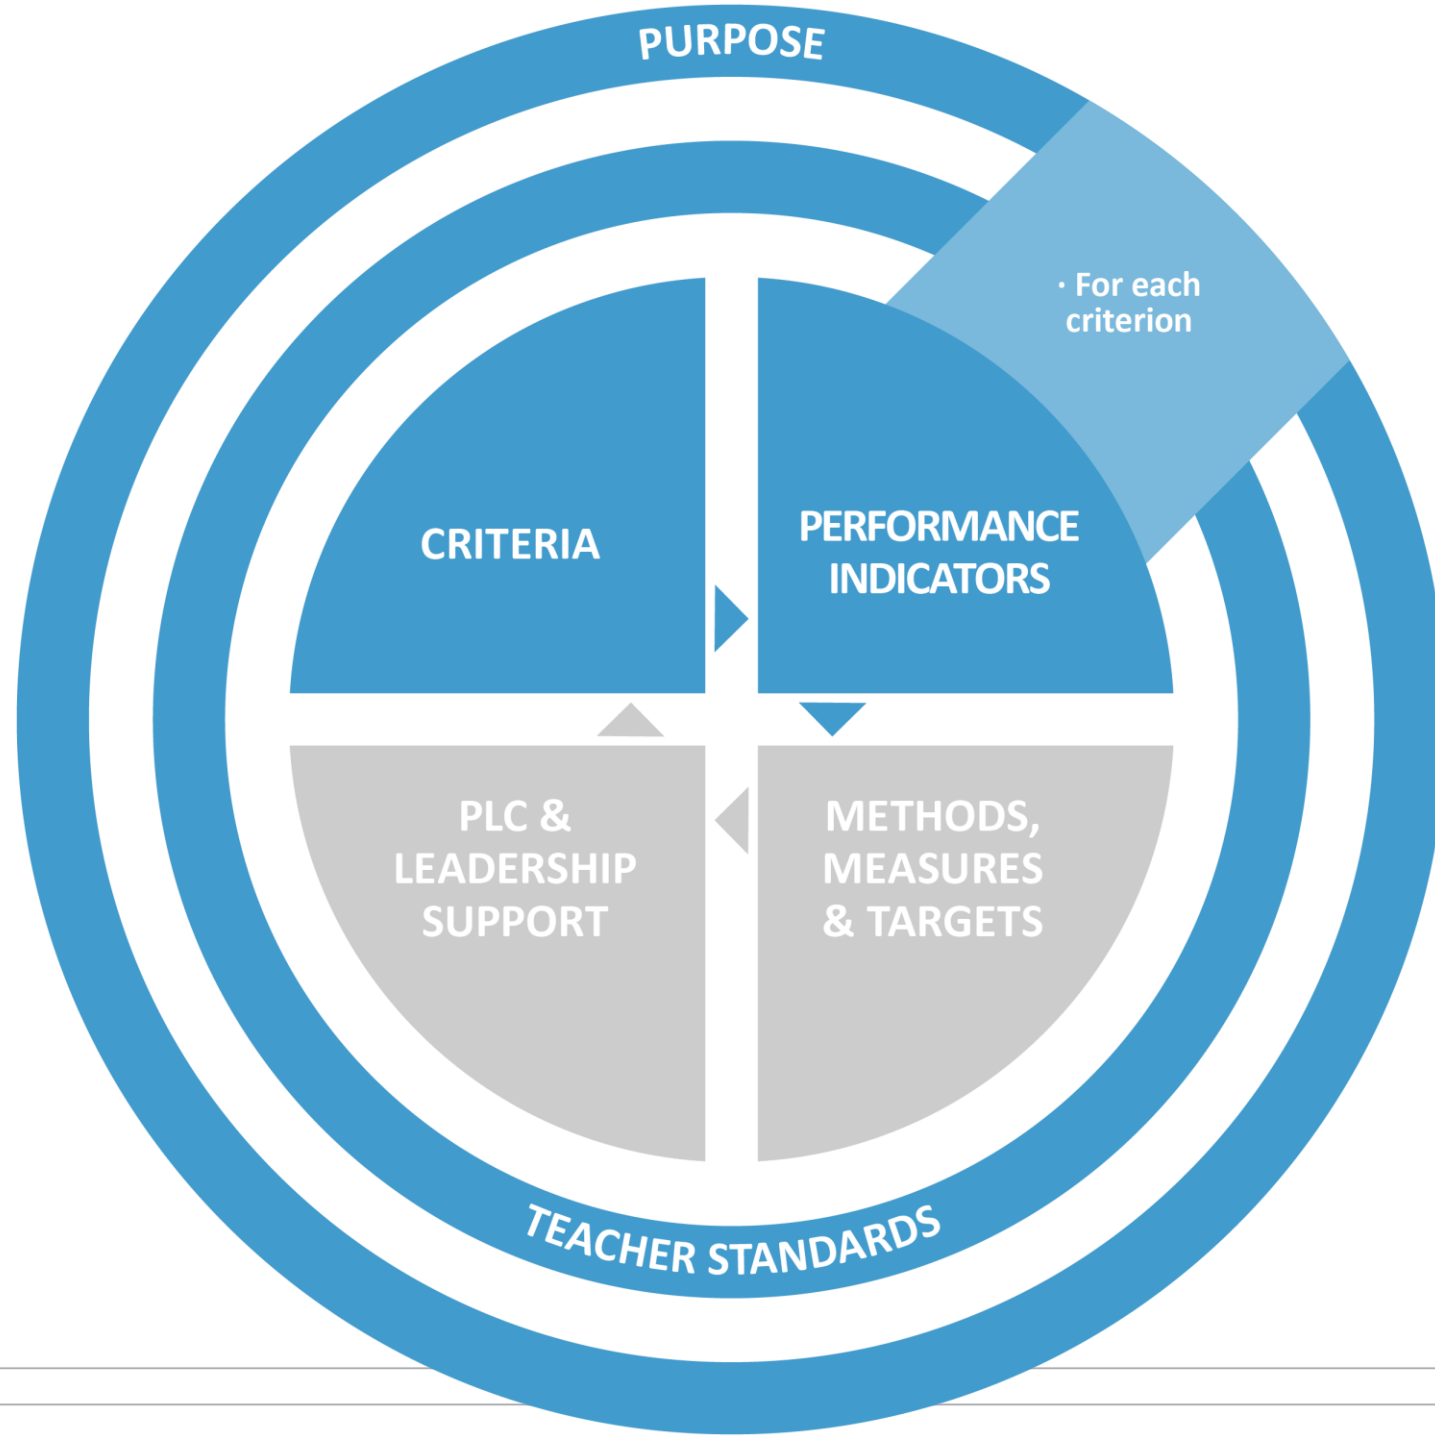 PURPOSE
· For each
criterion
CRITERIA
PERFORMANCE
INDICATORS
PLC &
LEADERSHIP
SUPPORT
METHODS,
MEASURES
& TARGETS
TEACHER STANDARDS